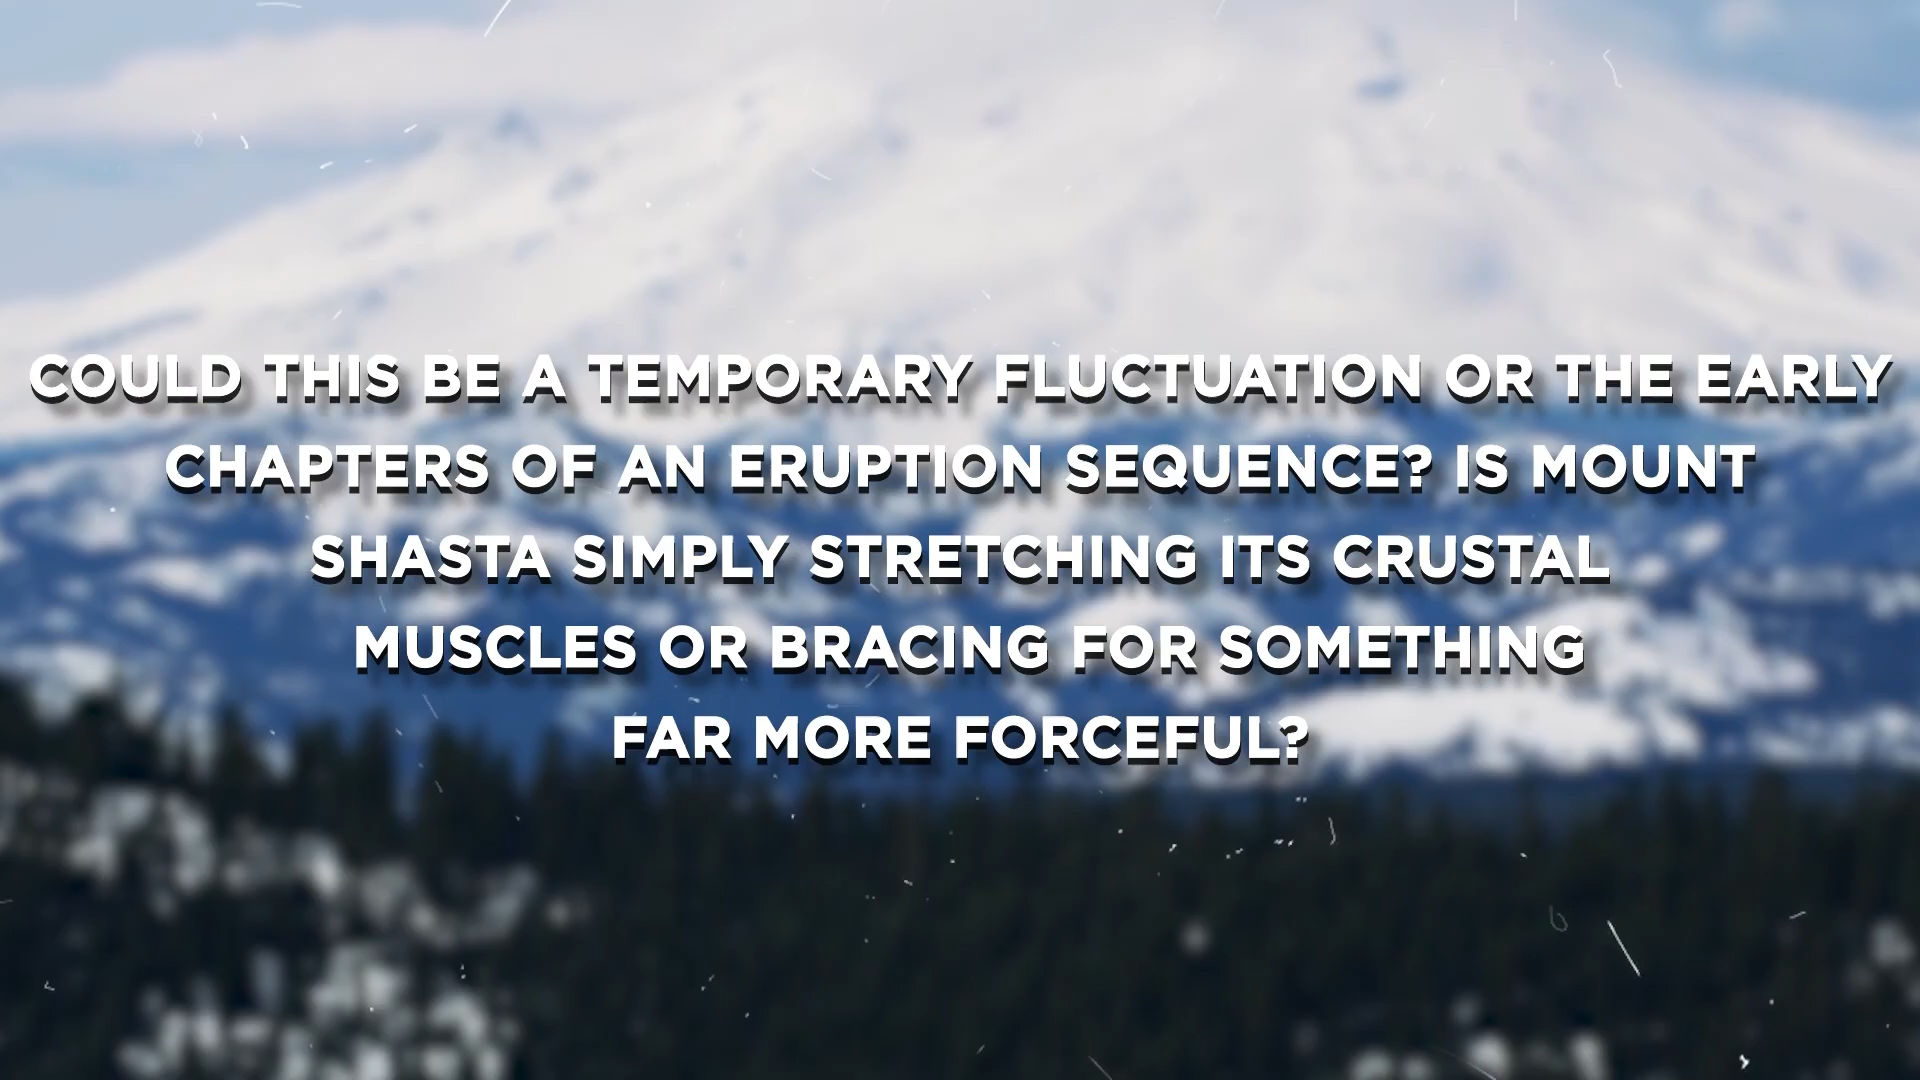 COULD THIS BE A TEMPORARY FLUCTUATION OR THE EARLY
CHAPTERS OF AN ERUPTION SEQUENCE? IS MOUNT
SHASTA SIMPLY STRETCHING ITS CRUSTAL
MUSCLES OR BRACING FOR SOMETHING
FAR MORE FORCEFUL?